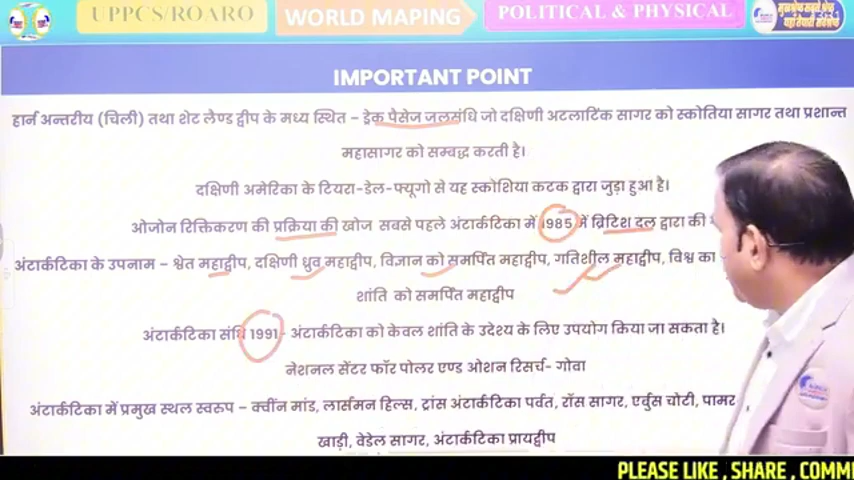 UPPCS/ROARO WORLD MAPING POLITICAL & PHYSICAL
IMPORTANT POINT
हार्न अन्तरीय (चिली) तथा शेट लैण्ड द्वीप के मध्य स्थित – ड्रेक पैसेज जलसंधि जो दक्षिणी अटलांटिक सागर को स्कोतिया सागर तथा प्रशान्त
महासागर को सम्बद्ध करती है।
दक्षिणी अमेरिका के टियरा-डेल-फ्यूगो से यह स्कोशिया कटक द्वारा जुड़ा हुआ है।
ओजोन रिक्तिकरण की प्रक्रिया की खोज सबसे पहले अंटार्कटिका में 1985 में ब्रिटिश दल द्वारा की
अंटार्कटिका के उपनाम – श्वेत महाद्वीप, दक्षिणी ध्रुव महाद्वीप, विज्ञान को समर्पित महाद्वीप, गतिशील महाद्वीप, विश्व का
शांति को समर्पित महाद्वीप
अंटार्कटिका संधि 1991- अंटार्कटिका को केवल शांति के उदेश्य के लिए उपयोग किया जा सकता है।
नेशनल सेंटर फॉर पोलर एण्ड ओशन रिसर्च- गोवा
अंटार्कटिका में प्रमुख स्थल स्वरुप – क्वीन मांड, लार्समन हिल्स, ट्रांस अंटार्कटिका पर्वत, रॉस सागर, एर्वुस चोटी, पामर
खाड़ी, वेडेल सागर, अंटार्कटिका प्रायद्वीप
PLEASE LIKE , SHARE , COMM